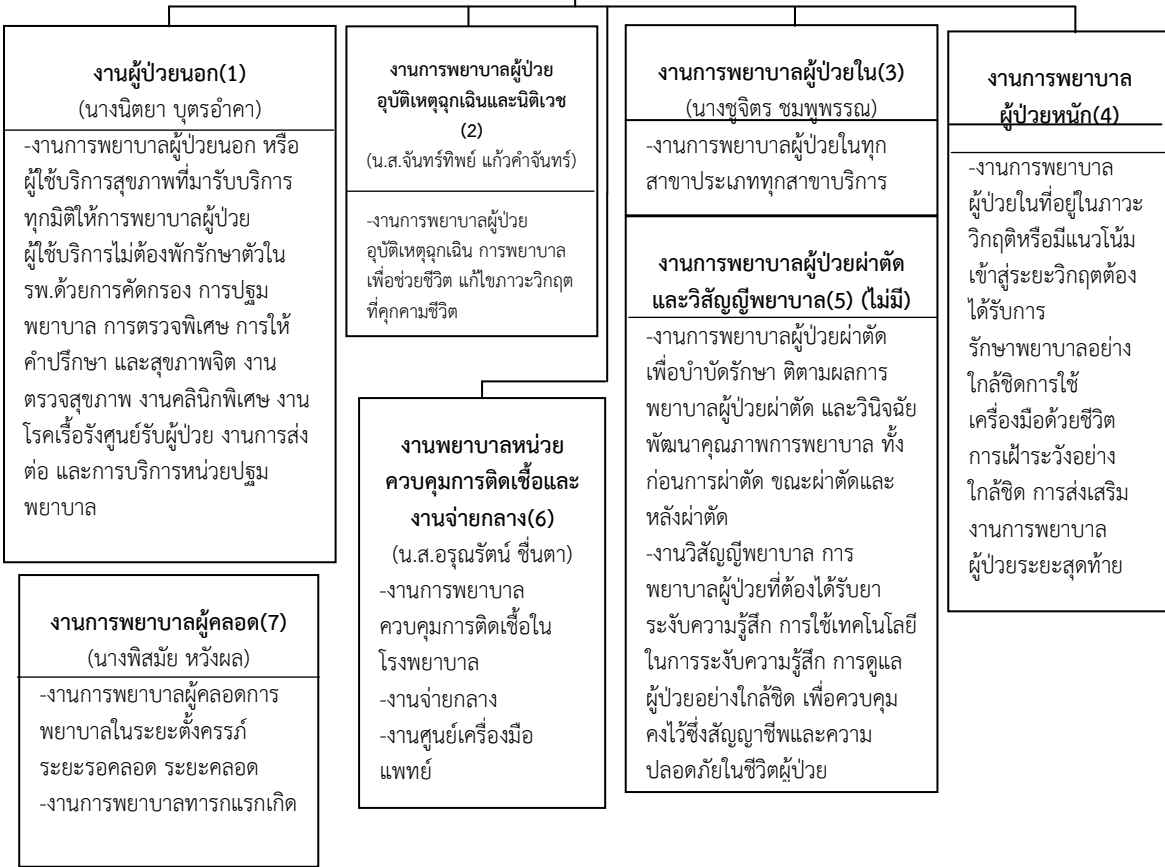 งานผู้ป่วยนอก(1)
(นางนิตยา บุตรอำคา)
-งานการพยาบาลผู้ป่วยนอก หรือ
ผู้ใช้บริการสุขภาพที่มารับบริการ
ทุกมิติให้การพยาบาลผู้ป่วย
ผู้ใช้บริการไม่ต้องพักรักษาตัวใน
รพ.ด้วยการคัดกรอง การปฐม
พยาบาล การตรวจพิเศษ การให้
คำปรึกษา และสุขภาพจิต งาน
ตรวจสุขภาพ งานคลินิกพิเศษ งาน
โรคเรื้อรังศูนย์รับผู้ป่วย งานการส่ง
ต่อ และการบริการหน่วยปฐม
พยาบาล
งานการพยาบาลผู้ป่วย
อุบัติเหตุฉุกเฉินและนิติเวช
(2)
(น.ส.จันทร์ทิพย์ แก้วคำจันทร์)
-งานการพยาบาลผู้ป่วย
อุบัติเหตุฉุกเฉิน การพยาบาล
เพื่อช่วยชีวิต แก้ไขภาวะวิกฤต
ที่คุกคามชีวิต
งานการพยาบาลผู้ป่วยใน(3)
(นางชูจิตร ชมพูพรรณ)
-งานการพยาบาลผู้ป่วยในทุก
สาขาประเภททุกสาขาบริการ
งานการพยาบาล
ผู้ป่วยหนัก(4)
-งานการพยาบาล
ผู้ป่วยในที่อยู่ในภาวะ
วิกฤติหรือมีแนวโน้ม
เข้าสู่ระยะวิกฤตต้อง
ได้รับการ
รักษาพยาบาลอย่าง
ใกล้ชิดการใช้
เครื่องมือด้วยชีวิต
การเฝ้าระวังอย่าง
ใกล้ชิด การส่งเสริม
งานการพยาบาล
ผู้ป่วยระยะสุดท้าย
งานการพยาบาลผู้ป่วยผ่าตัด
และวิสัญญีพยาบาล(5) (ไม่มี)
-งานการพยาบาลผู้ป่วยผ่าตัด
เพื่อบำบัดรักษา ติตามผลการ
พยาบาลผู้ป่วยผ่าตัด และวินิจฉัย
พัฒนาคุณภาพการพยาบาล ทั้ง
ก่อนการผ่าตัด ขณะผ่าตัดและ
หลังผ่าตัด
-งานวิสัญญีพยาบาล การ
พยาบาลผู้ป่วยที่ต้องได้รับยา
ระงับความรู้สึก การใช้เทคโนโลยี
ในการระงับความรู้สึก การดูแล
ผู้ป่วยอย่างใกล้ชิด เพื่อควบคุม
คงไว้ซึ่งสัญญาชีพและความ
ปลอดภัยในชีวิตผู้ป่วย
งานพยาบาลหน่วย
ควบคุมการติดเชื้อและ
งานจ่ายกลาง(6)
(น.ส.อรุณรัตน์ ชื่นตา)
-งานการพยาบาล
ควบคุมการติดเชื้อใน
โรงพยาบาล
-งานจ่ายกลาง
-งานศูนย์เครื่องมือ
แพทย์
งานการพยาบาลผู้คลอด(7)
(นางพิสมัย หวังผล)
-งานการพยาบาลผู้คลอดการ
พยาบาลในระยะตั้งครรภ์
ระยะรอคลอด ระยะคลอด
-งานการพยาบาลทารกแรกเกิด